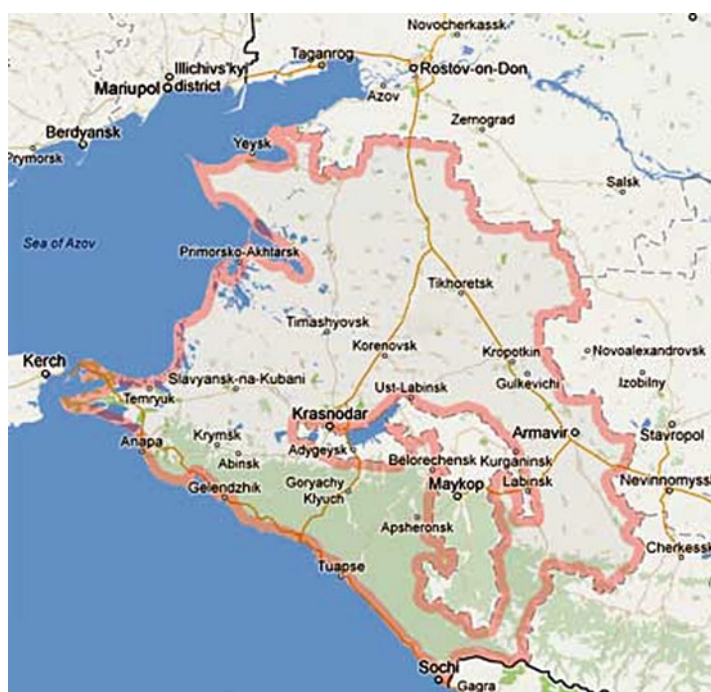 Novocherkassk
Taganrog
Illichivs'kyi
district
Rostov-on-Don
Mariupol
Azov
Zernograd
Berdyansk
Prymorsk
Yeysk
Salsk
Sea of Azov
Primorsko-Akhtarsk
Tikhoretsk
Timashyovsk
Korenovsk
Novoalexandrovsk
Kropotkin
Kerch
Gulkevichi
Izobilny
Slavyansk-na-Kubani
Ust-Labinsk
Temryuk
Krasnodar
Stavropol
Armavir
Anapa
Krymsk
Adygeysk
Abinsk
Belorechensk
Kurganinsk
Gelendzhik
Goryachy
Klyuch
Maykop
Labinsk
Nevinnomyssk
Apsheronsk
Cherkessk
Tuapse
Sochi
Gagra